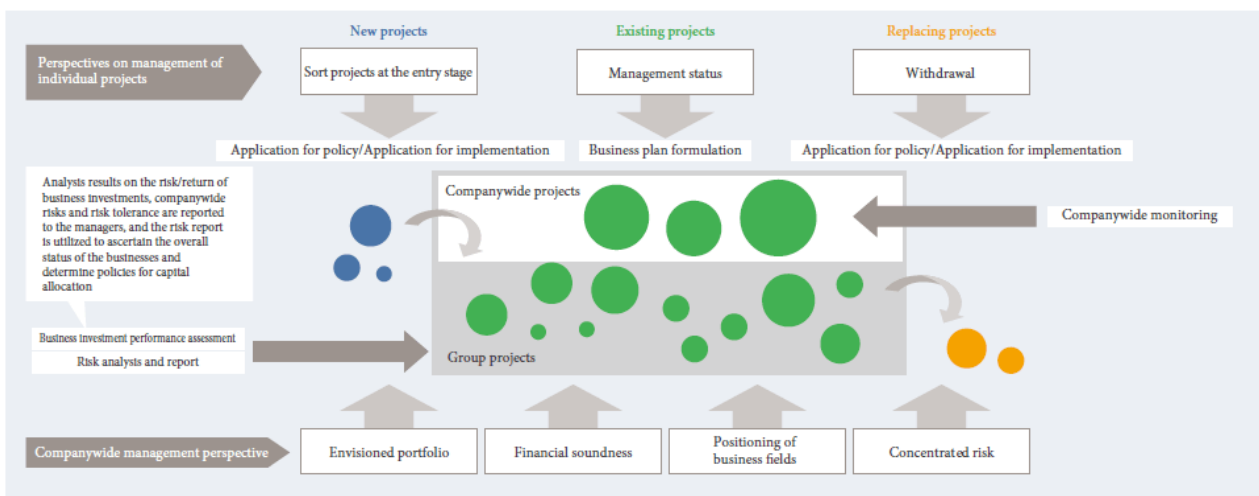 New projects
Existing projects
Replacing projects
Perspectives on management of
individual projects
Sort projects at the entry stage
Management status
Withdrawal
Application for policy/Application for implementation
Business plan formulation
Application for policy/Application for implementation
Analysis results on the risk/return of
business investments, companywide
risks and risk tolerance are reported
to the managers, and the risk report
is utilized to ascertain the overall
status of the businesses and
determine policies for capital
allocation
Companywide projects
Companywide monitoring
Business investment performance assessment
Risk analysis and report
Group projects
Companywide management perspective
Envisioned portfolio
Financial soundness
Positioning of
business fields
Concentrated risk